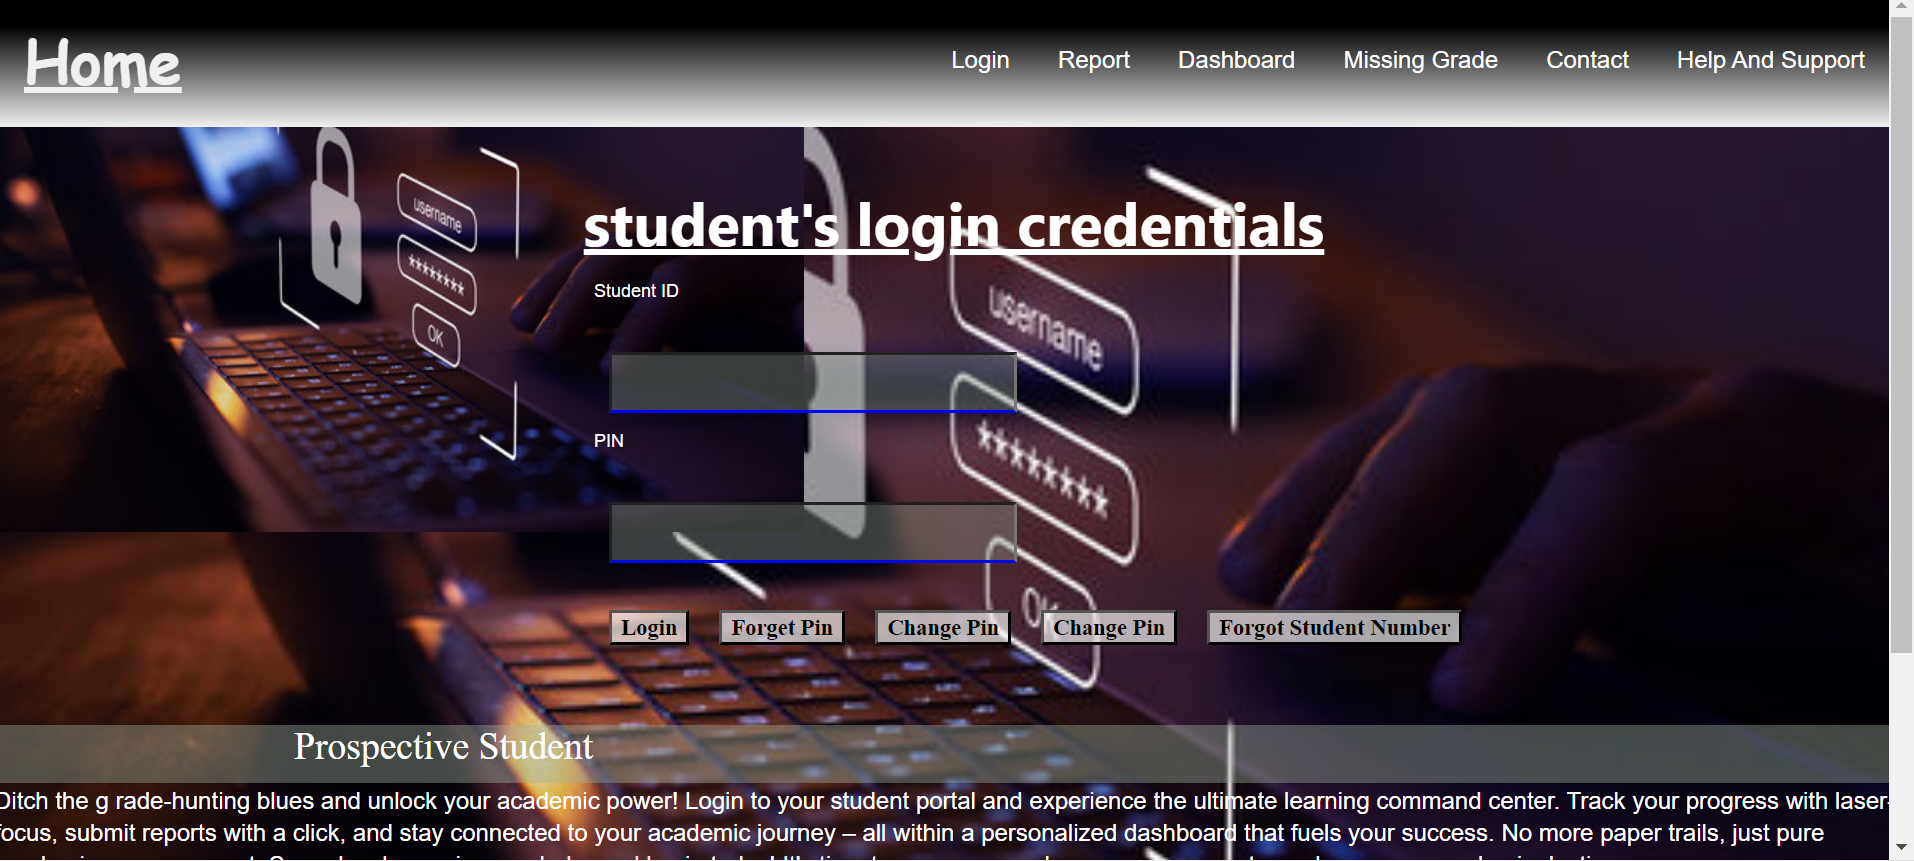 Home
Login Report Dashboard Missing Grade Contact Help And Support
username
********
OK
student's login credentials
Student ID
username
********
PIN
OK
Login Forget Pin Change Pin Change Pin Forgot Student Number
Prospective Student
Ditch the g rade-hunting blues and unlock your academic power! Login to your student portal and experience the ultimate learning command center. Track your progress with laser-
focus, submit reports with a click, and stay connected to your academic journey – all within a personalized dashboard that fuels your success. No more paper trails, just pure